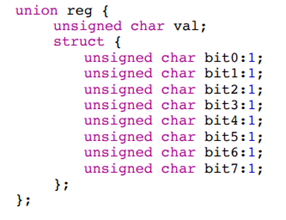 union reg {
unsigned char val;
struct {
unsigned char bit0:1;
unsigned char bit1:1;
unsigned char bit2:1;
unsigned char bit3:1;
unsigned char bit4:1;
unsigned char bit5:1;
unsigned char bit6:1;
unsigned char bit7:1;
};
};